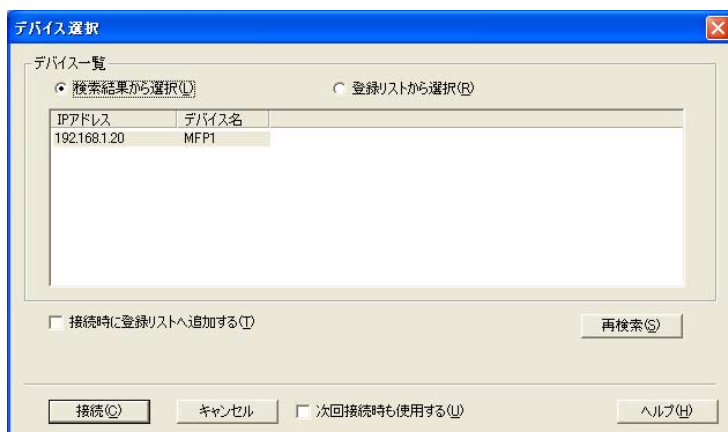 デバイス選択
デバイス一覧
検索結果から選択(L) 登録リストから選択(R)
IPアドレス デバイス名
192.168.1.20 MFP1
接続時に登録リストへ追加する(T) 再検索(S)
接続(C) キャンセル 次回接続時も使用する(U) ヘルプ(H)